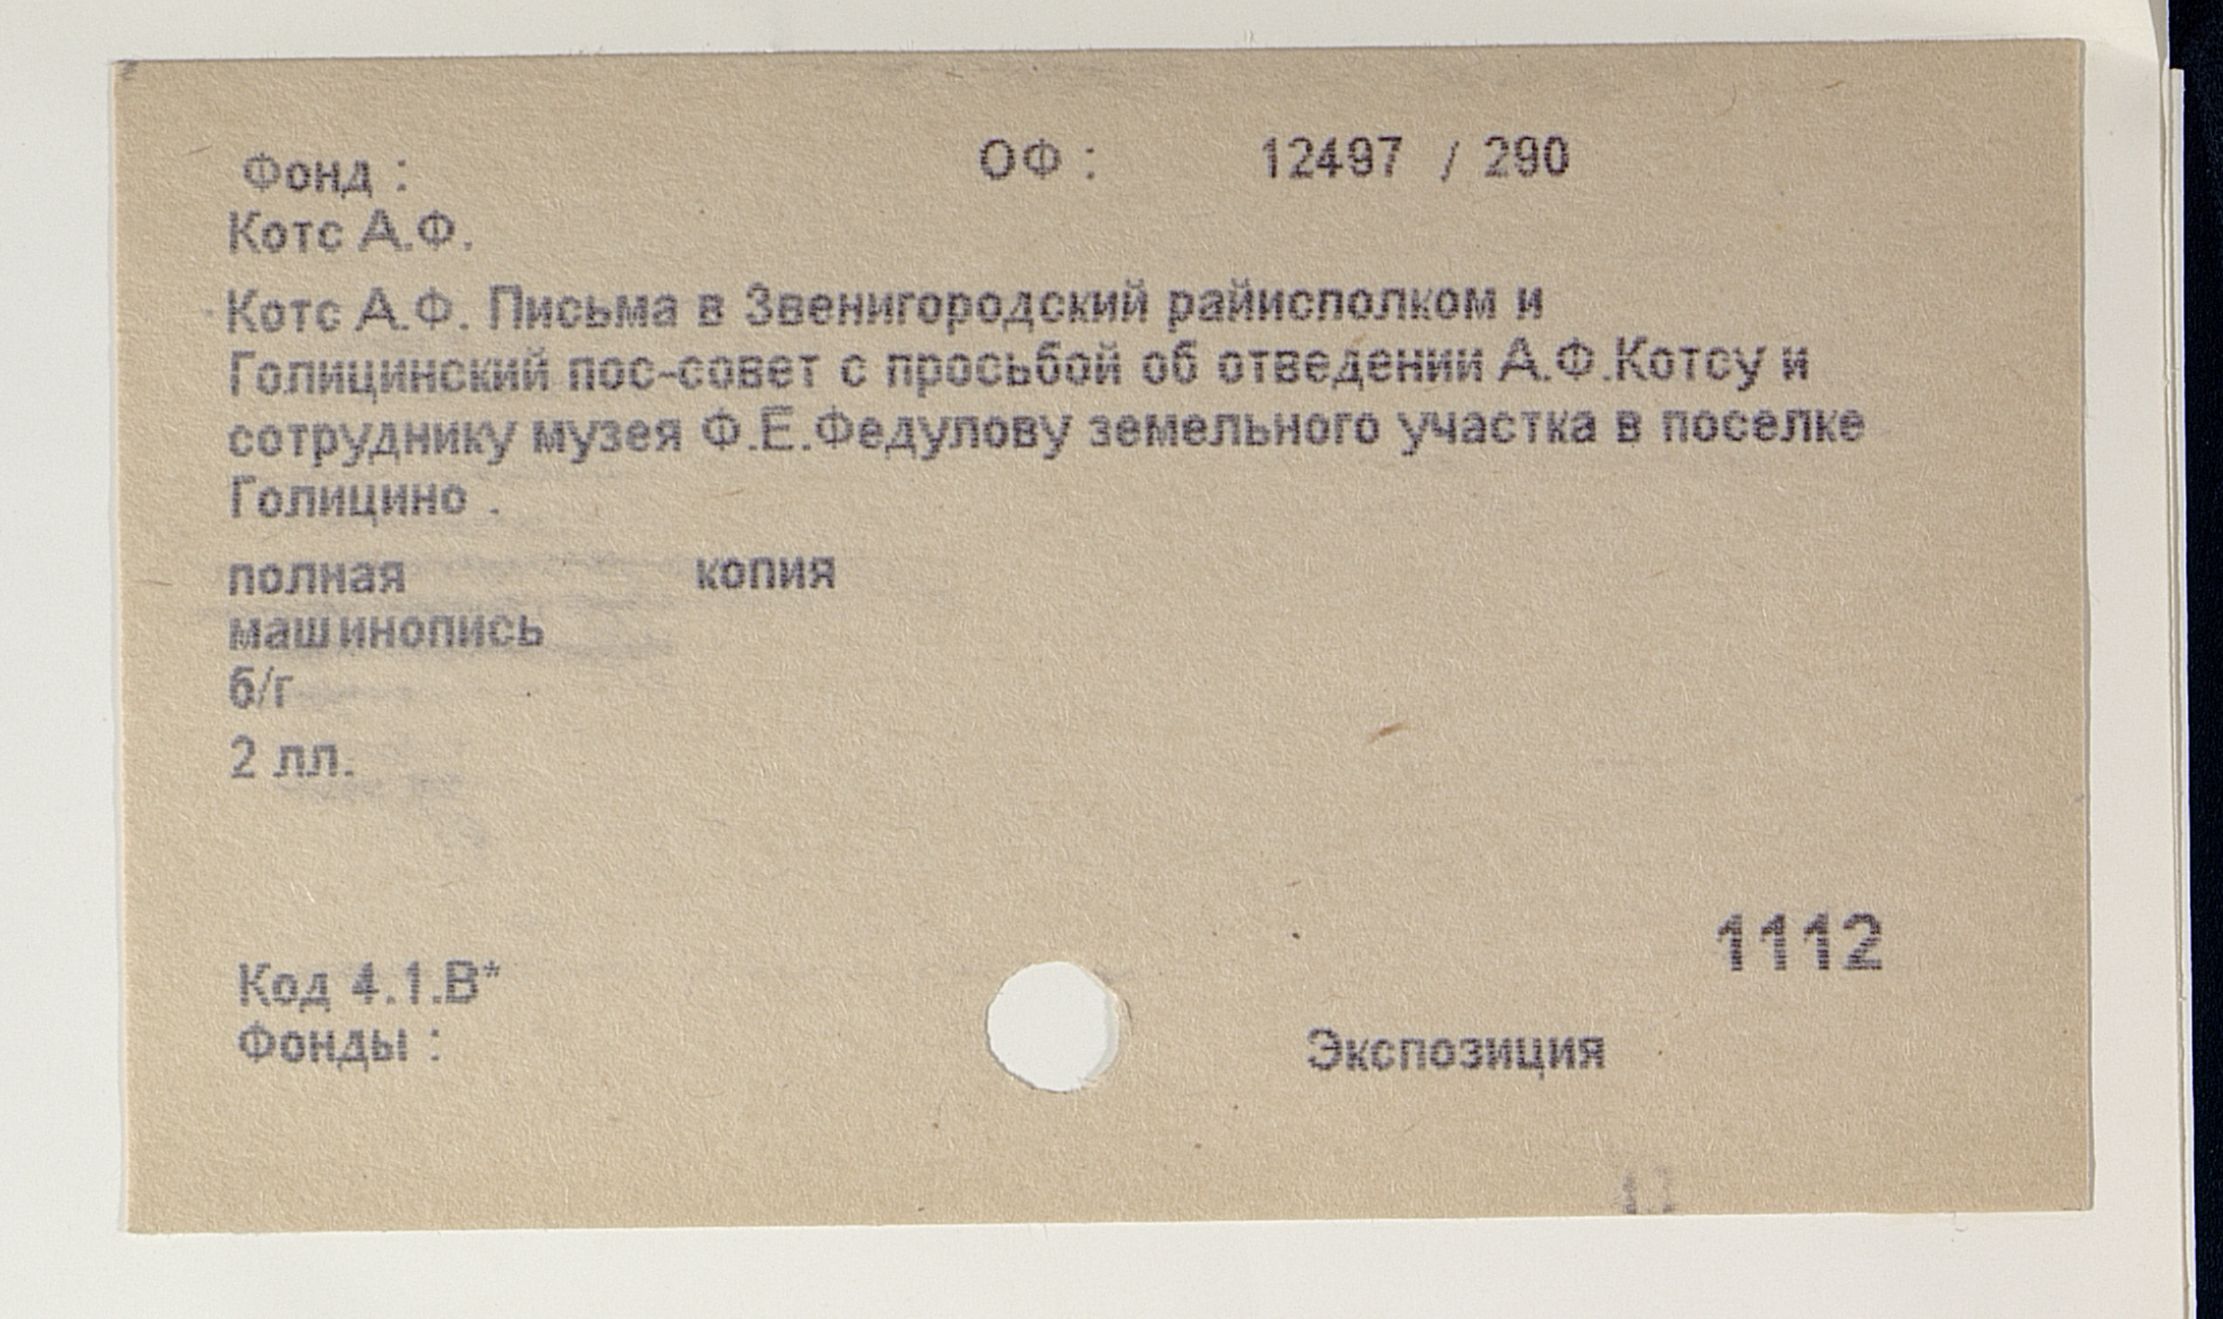 Фонд : ОФ : 12497 / 290
Котс А.Ф.
Котс А.Ф. Письма в Звенигородский райисполком и
Голицинский пос-совет с просьбой об отведении А.Ф.Котсу и
сотруднику музея Ф.Е.Федулову земельного участка в поселке
Голицино .
полная копия
машинопись
б/г
2 лл.
1112
Код 4.1.В*
Фонды : Экспозиция